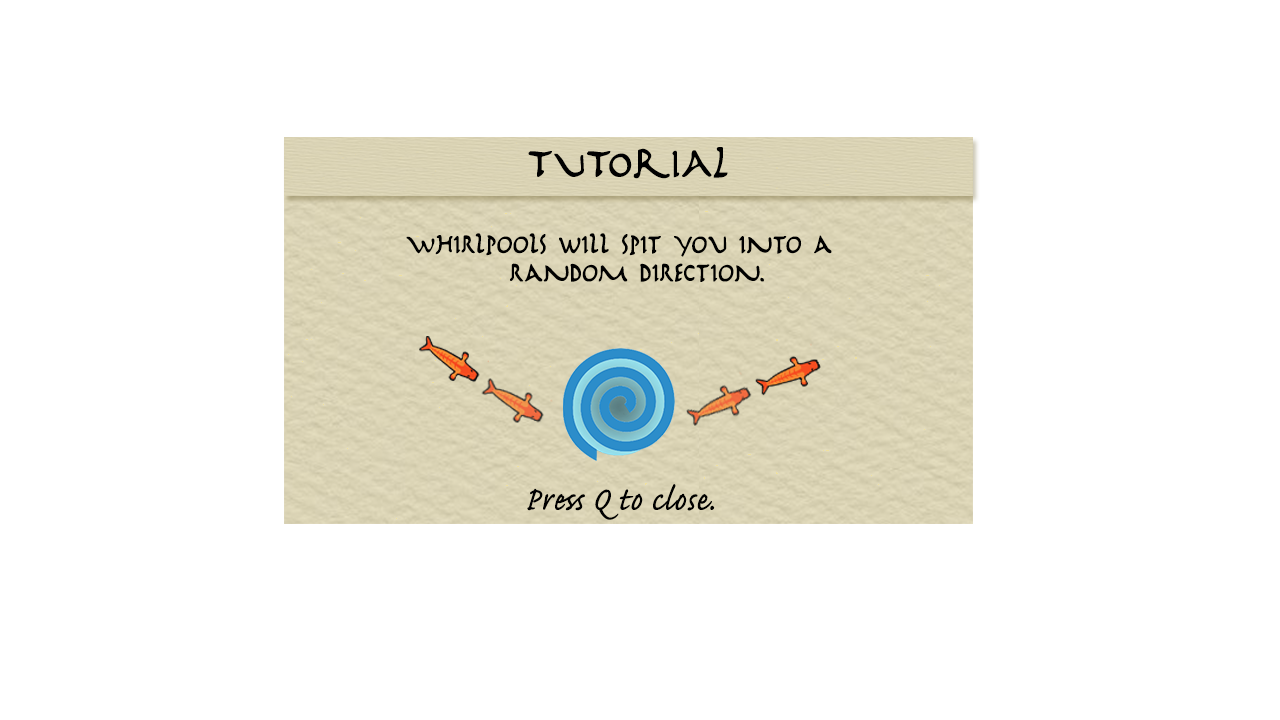 TUTORIAL
WHIRLPOOLS WILL SPIT YOU INTO A
RANDOM DIRECTION.
Press Q to close.